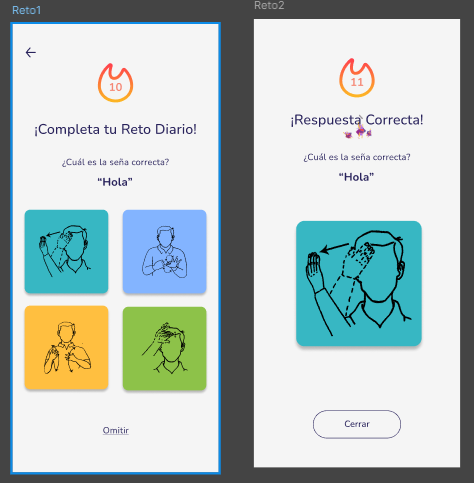 Reto1
10
¡Completa tu Reto Diario!
¿Cuál es la seña correcta?
“Hola”
Omitir
Reto2
11
¡Respuesta Correcta!
¿Cuál es la seña correcta?
“Hola”
Cerrar